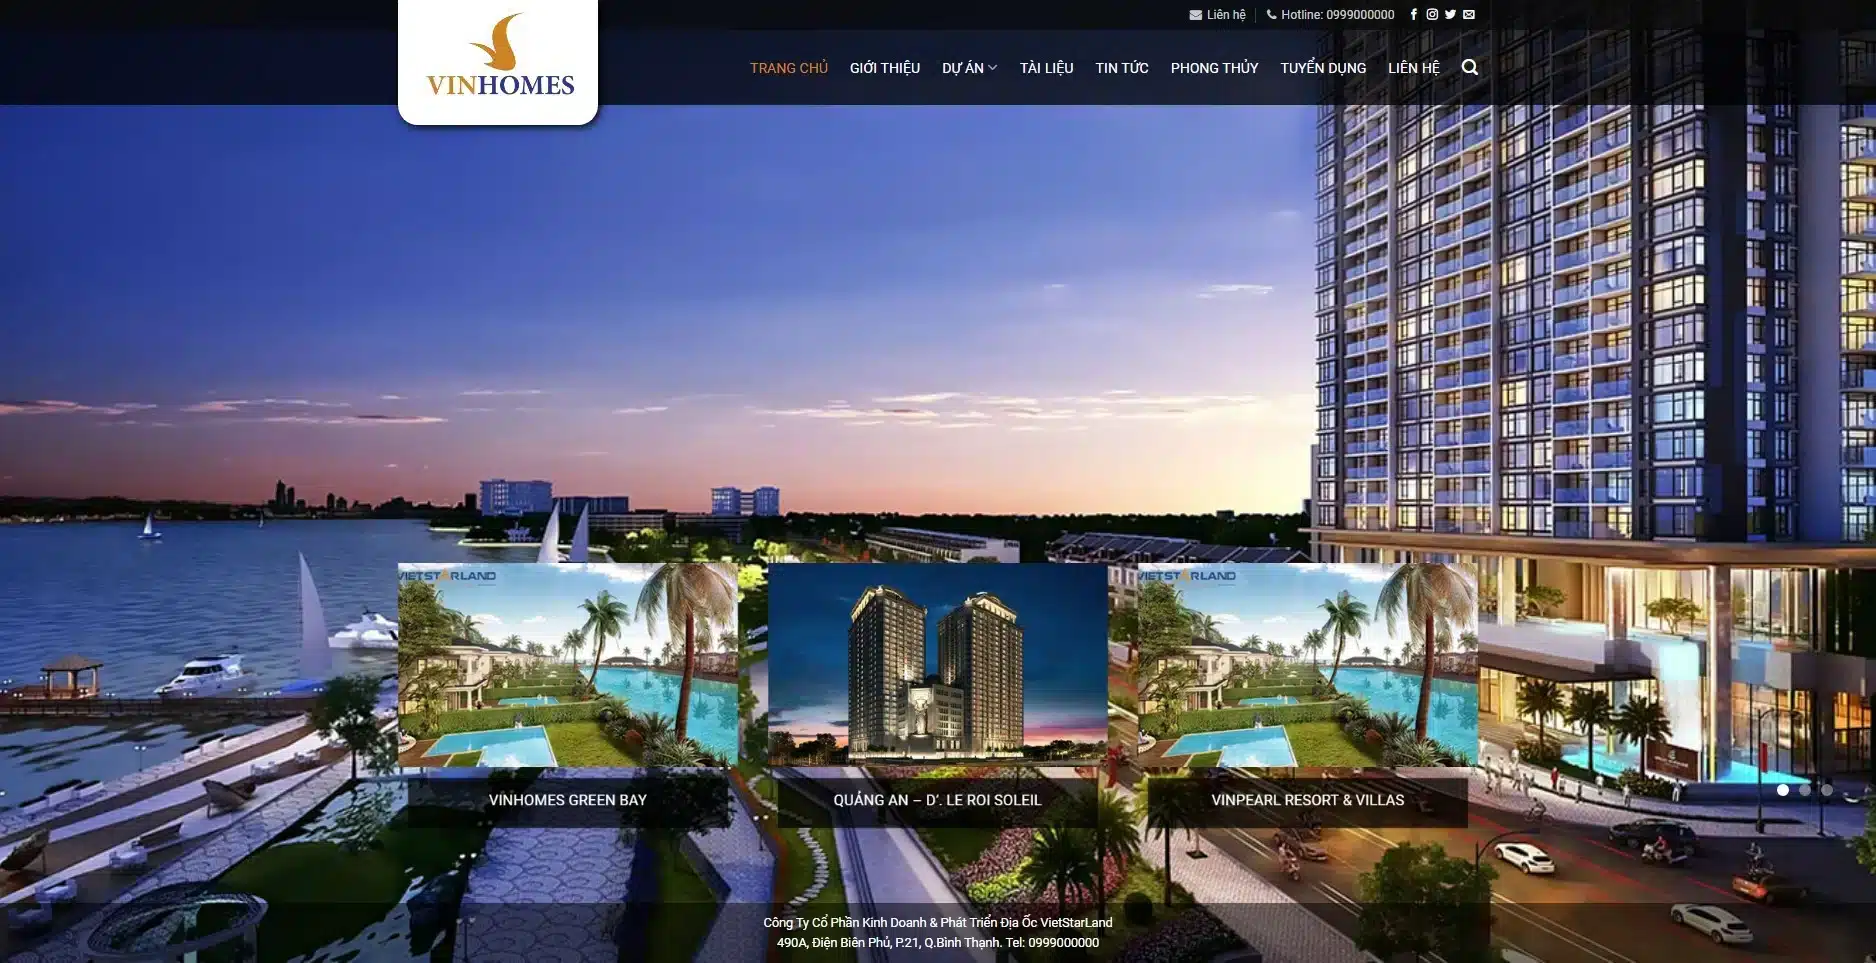 Liên hệ
Hotline: 0999000000
VINHOMES
TRANG CHỦ
GIỚI THIỆU
DỰ ÁN
TÀI LIỆU
TIN TỨC
PHONG THỦY
TUYỂN DỤNG
LIÊN HỆ
VIETSTARLAND
VIETSTARLAND
VINHOMES GREEN BAY
QUẢNG AN – D’. LE ROI SOLEIL
VINPEARL RESORT & VILLAS
Công Ty Cổ Phần Kinh Doanh & Phát Triển Địa Ốc VietStarLand
490A, Điện Biên Phủ, P.21, Q.Bình Thạnh. Tel: 0999000000